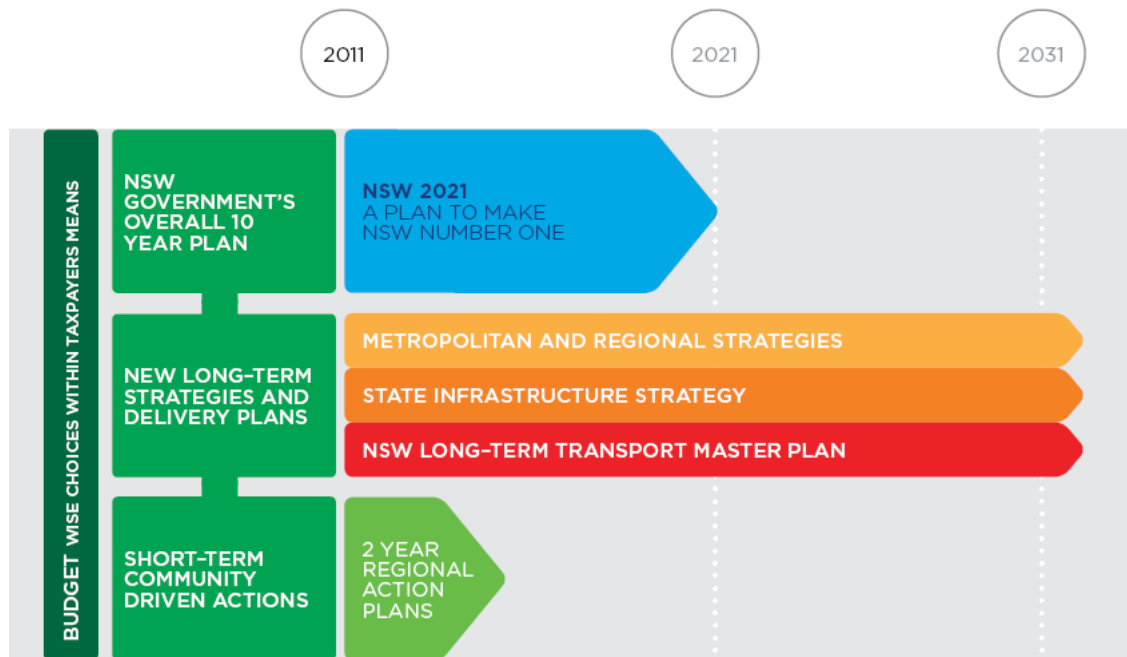 2011
2021
2031
BUDGET WISE CHOICES WITHIN TAXPAYERS MEANS
NSW
GOVERNMENT'S
OVERALL 10
YEAR PLAN
NSW 2021
A PLAN TO MAKE
NSW NUMBER ONE
NEW LONG–TERM
STRATEGIES AND
DELIVERY PLANS
METROPOLITAN AND REGIONAL STRATEGIES
STATE INFRASTRUCTURE STRATEGY
NSW LONG–TERM TRANSPORT MASTER PLAN
SHORT–TERM
COMMUNITY
DRIVEN ACTIONS
2 YEAR
REGIONAL
ACTION
PLANS